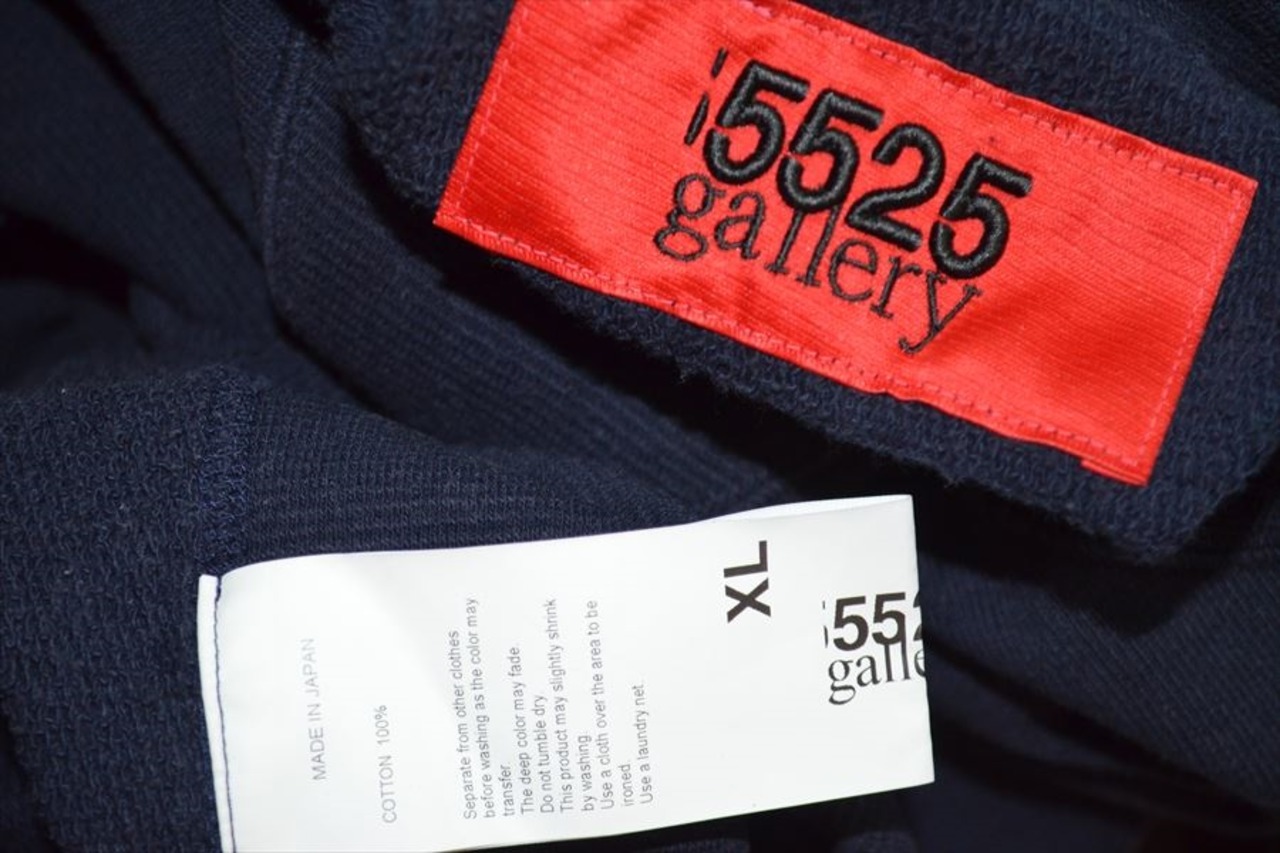 5525
gallery
MADE IN JAPAN
COTTON 100%
Separate from other clothes
before washing as the color may
transfer
The deep color may fade
Do not tumble dry
This product may slightly shrink
by washing
Use a cloth over the area to be
ironed
Use a laundry net.
XL
552
galle